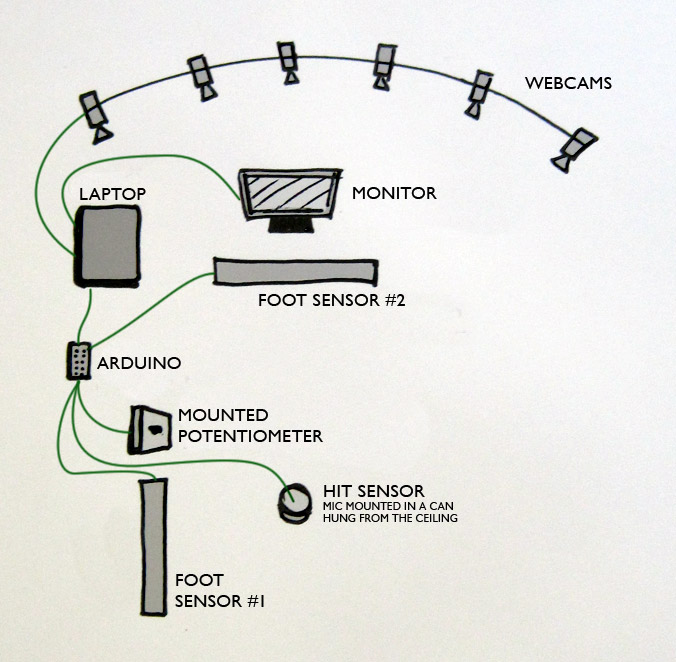 WEBCAMS
LAPTOP
MONITOR
FOOT SENSOR #2
ARDUINO
MOUNTED
POTENTIOMETER
HIT SENSOR
MIC MOUNTED IN A CAN
HUNG FROM THE CEILING
FOOT
SENSOR #1